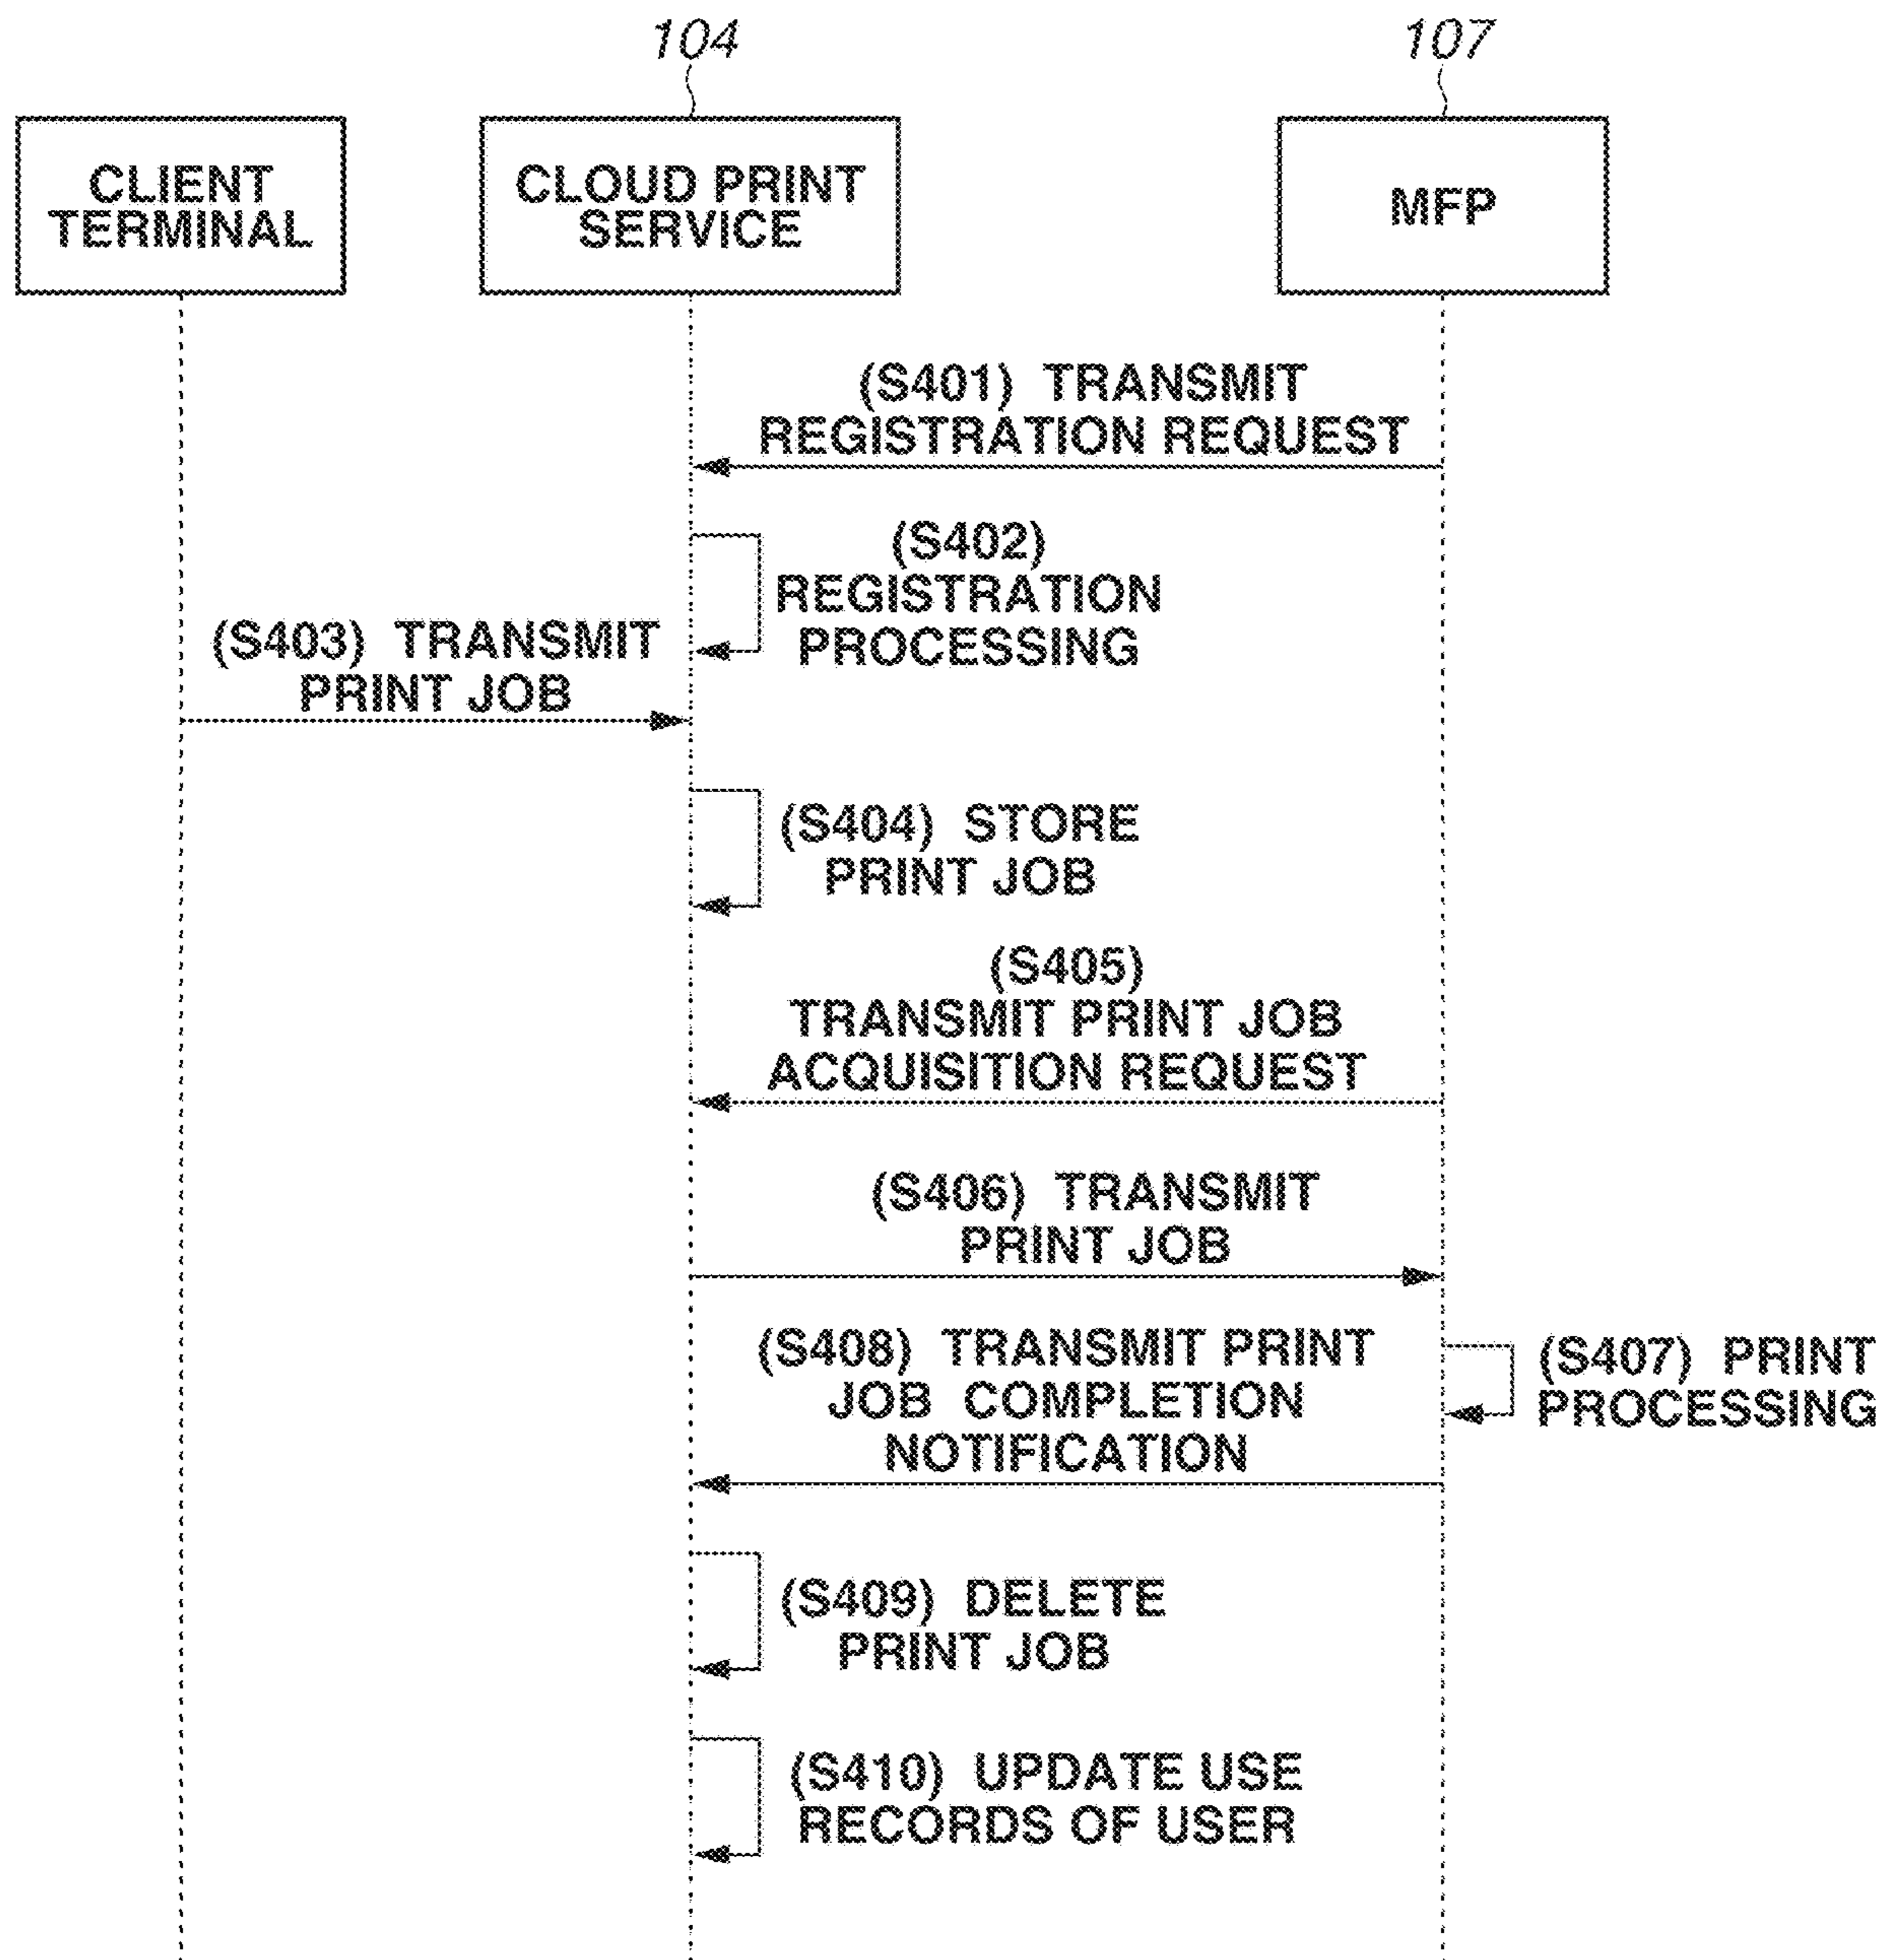 104
107
CLIENT
TERMINAL
CLOUD PRINT
SERVICE
MFP
(S401) TRANSMIT
REGISTRATION REQUEST
(S402)
REGISTRATION
PROCESSING
(S403) TRANSMIT
PRINT JOB
(S404) STORE
PRINT JOB
(S405)
TRANSMIT PRINT JOB
ACQUISITION REQUEST
(S406) TRANSMIT
PRINT JOB
(S407) PRINT
PROCESSING
(S408) TRANSMIT PRINT
JOB COMPLETION
NOTIFICATION
(S409) DELETE
PRINT JOB
(S410) UPDATE USE
RECORDS OF USER